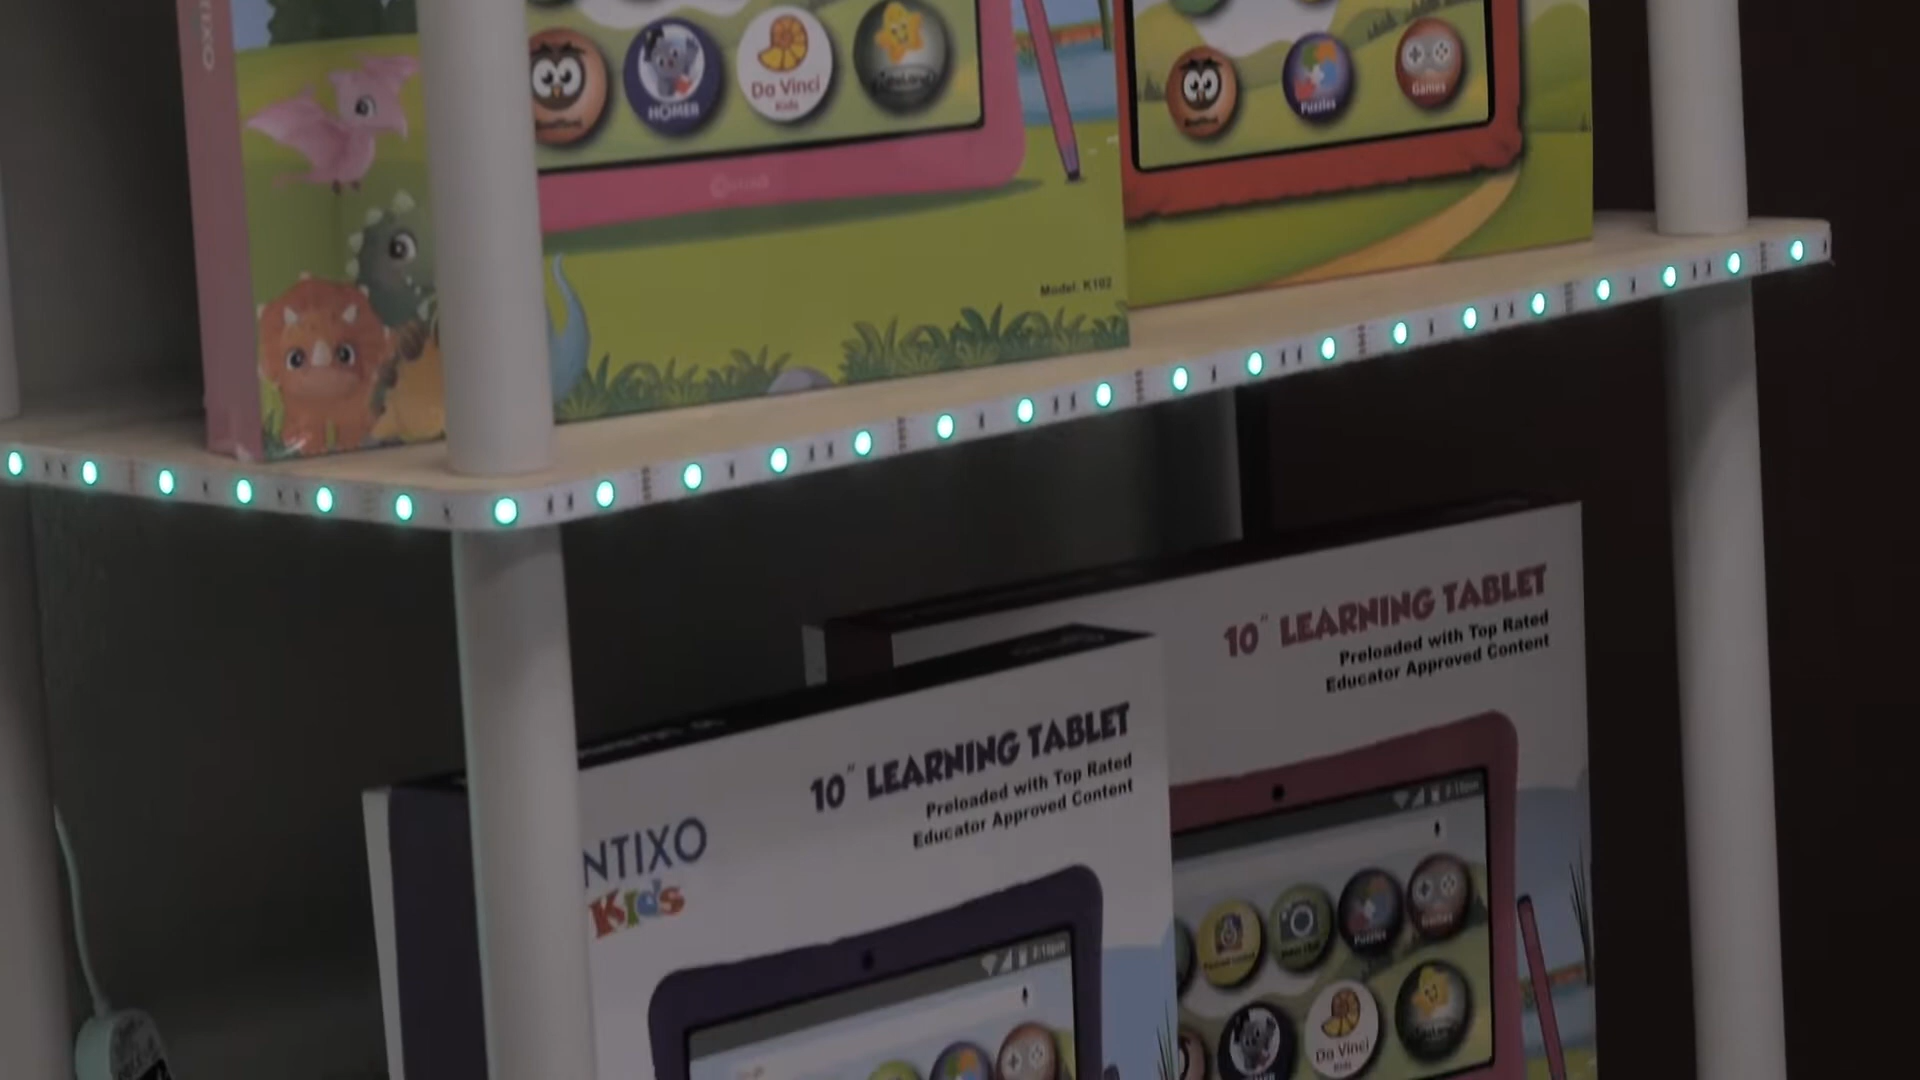 HOMER
Da Vinci
Kids
Puzzles
Games
Model: K102
10" LEARNING TABLET
Preloaded with Top Rated
Educator Approved Content
10" LEARNING TABLET
Preloaded with Top Rated
Educator Approved Content
NTIXO
Kids
Puzzles
Games
Da Vinci
Kids